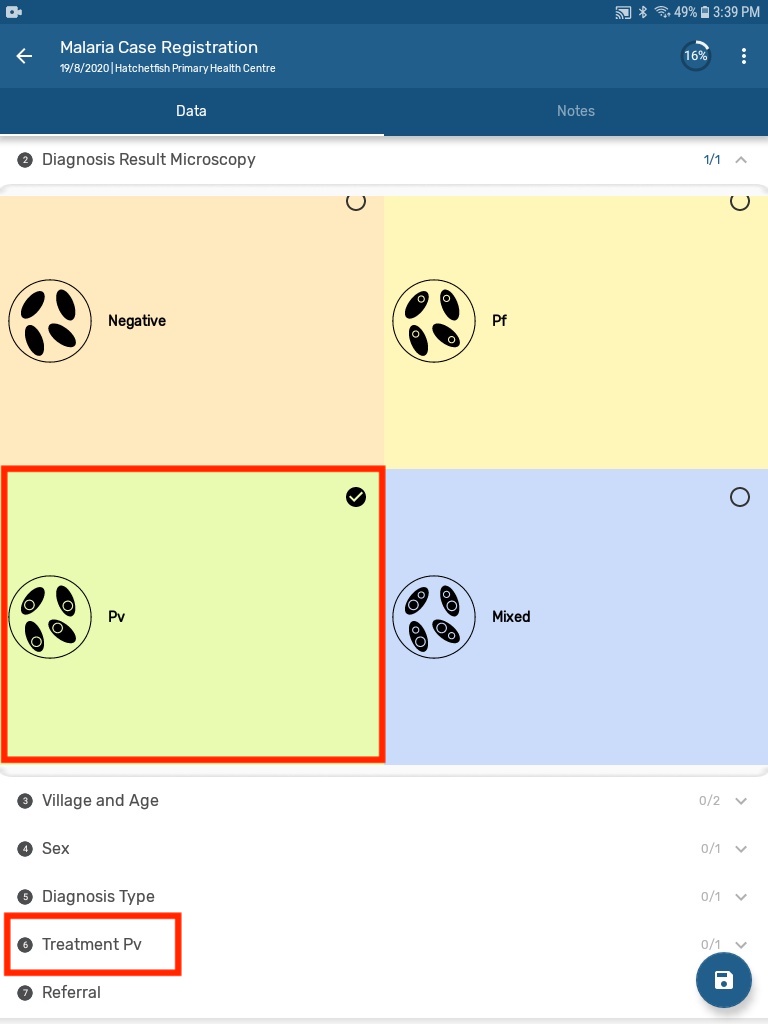 49% 3:39 PM
Malaria Case Registration
19/8/2020 | Hatchetfish Primary Health Centre
16%
Data
Notes
2 Diagnosis Result Microscopy 1/1
Negative
Pf
Pv
Mixed
3 Village and Age 0/2
4 Sex 0/1
5 Diagnosis Type 0/1
6 Treatment Pv 0/1
7 Referral